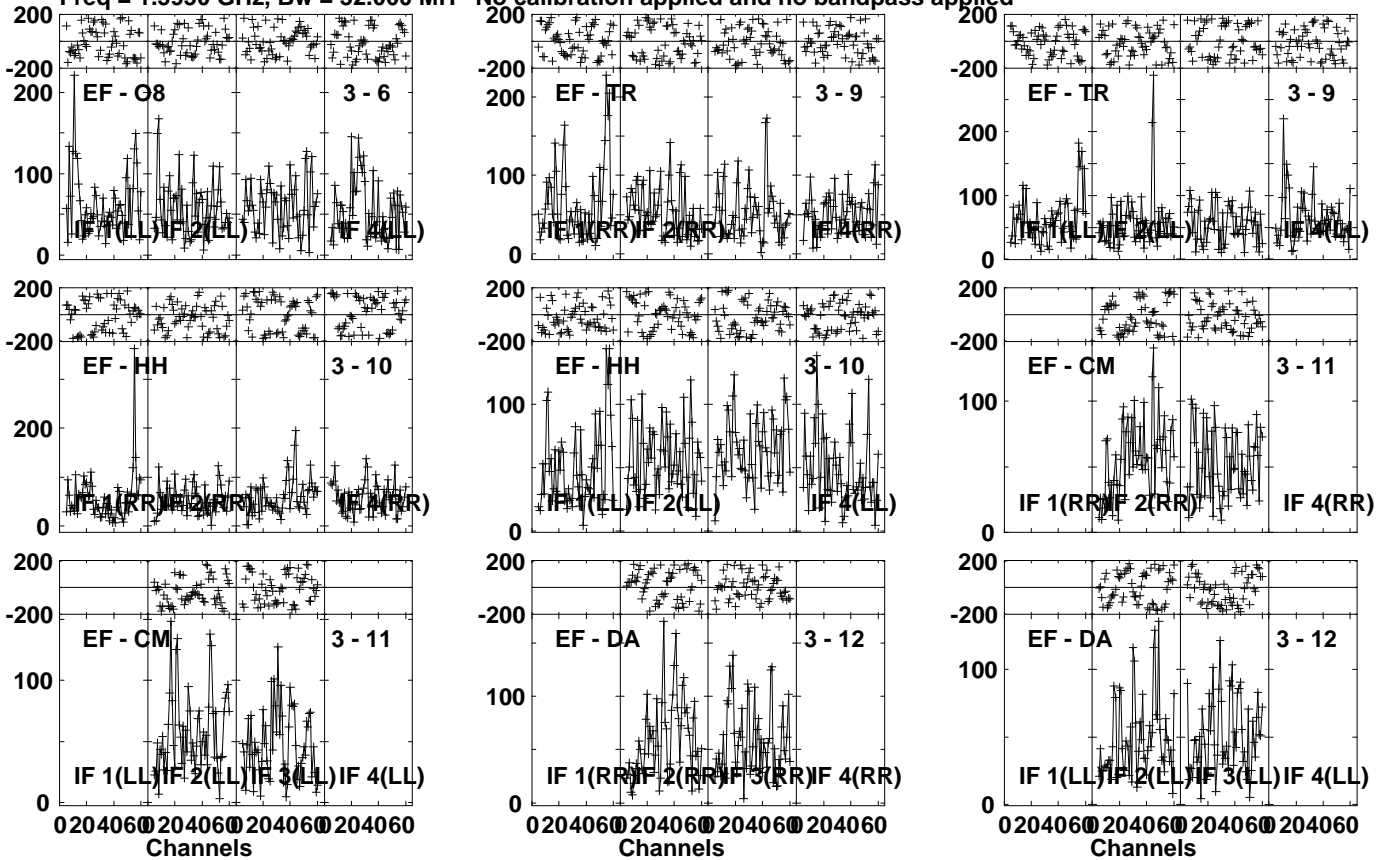 Freq = 1.5950 GHz, Bw = 32.000 MH No calibration applied and no bandpass applied
200
-200
200
100
0
EF - O8
3 - 6
IF 1(LL) IF 2(LL)
IF 4(LL)
200
-200
200
100
0
EF - TR
3 - 9
IF 1(RR) IF 2(RR)
IF 4(RR)
200
-200
200
100
0
EF - TR
3 - 9
IF 1(LL) IF 2(LL)
IF 4(LL)
200
-200
200
0
EF - HH
3 - 10
IF 1(RR) IF 2(RR)
IF 4(RR)
200
-200
100
0
EF - HH
3 - 10
IF 1(LL) IF 2(LL)
IF 4(LL)
200
-200
100
0
EF - CM
3 - 11
IF 1(RR) IF 2(RR)
IF 4(RR)
200
-200
100
0
EF - CM
3 - 11
IF 1(LL) IF 2(LL) IF 3(LL) IF 4(LL)
0 20 40 60 0 20 40 60 0 20 40 60 0 20 40 60
Channels
200
-200
100
0
EF - DA
3 - 12
IF 1(RR) IF 2(RR) IF 3(RR) IF 4(RR)
0 20 40 60 0 20 40 60 0 20 40 60 0 20 40 60
Channels
200
-200
100
0
EF - DA
3 - 12
IF 1(LL) IF 2(LL) IF 3(LL) IF 4(LL)
0 20 40 60 0 20 40 60 0 20 40 60 0 20 40 60
Channels